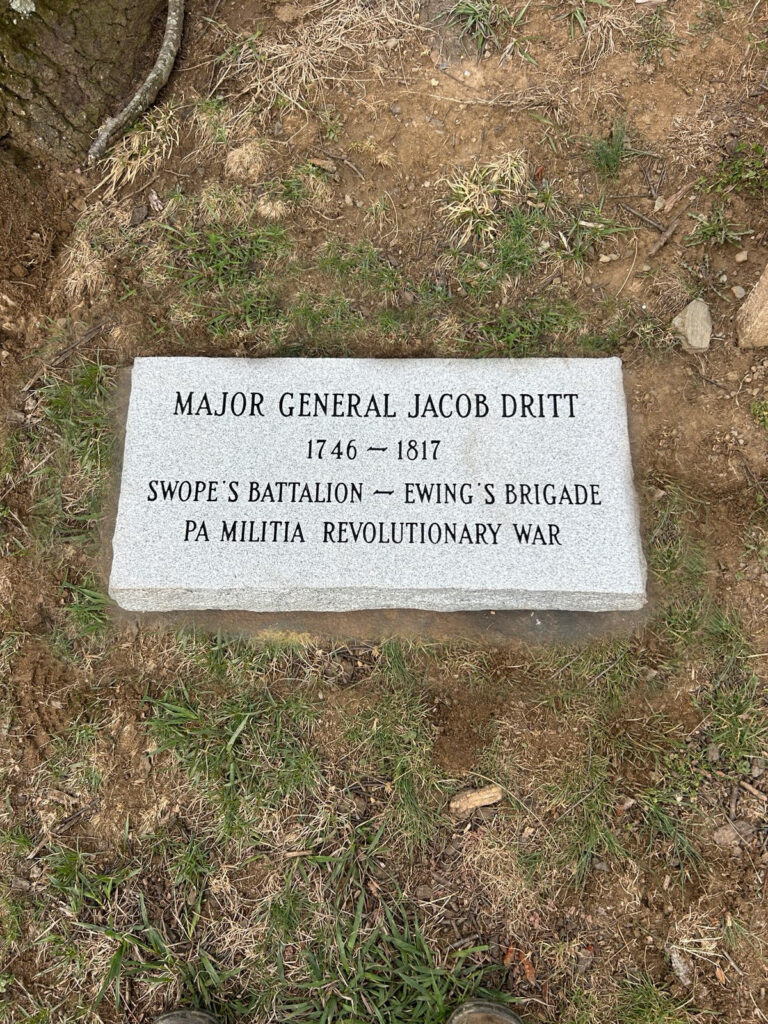 MAJOR GENERAL JACOB DRITT
1746 — 1817
SWOPE'S BATTALION — EWING'S BRIGADE
PA MILITIA REVOLUTIONARY WAR